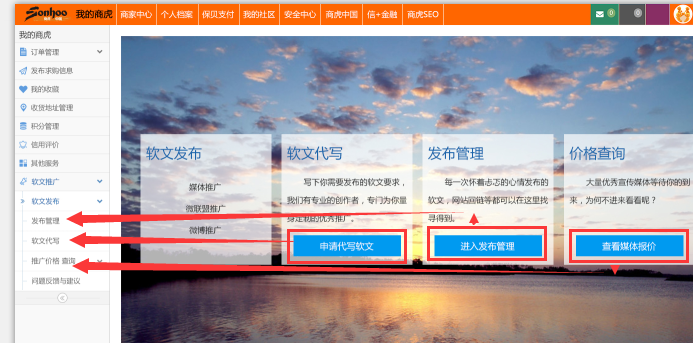 Sonhoo 我的商虎 商家中心 个人档案 保贝支付 我的社区 安全中心 商虎中国 信+金融 商虎SEO 0 0
我的商虎
订单管理
发布求购信息
我的收藏
收货地址管理
积分管理
信用评价
其他服务
软文推广
软文发布
发布管理
软文代写
推广价格 查询
问题反馈与建议
软文发布
媒体推广
微联盟推广
微博推广
软文代写
写下你需要发布的软文要求，
我们有专业的创作者，专门为你量
身定制的优秀推广。
申请代写软文
发布管理
每一次怀着忐忑的心情发布的
软文，网站回链等都可以在这里找
寻得到。
进入发布管理
价格查询
大量优秀宣传媒体等待你的到
来，为何不进来看看呢？
查看媒体报价